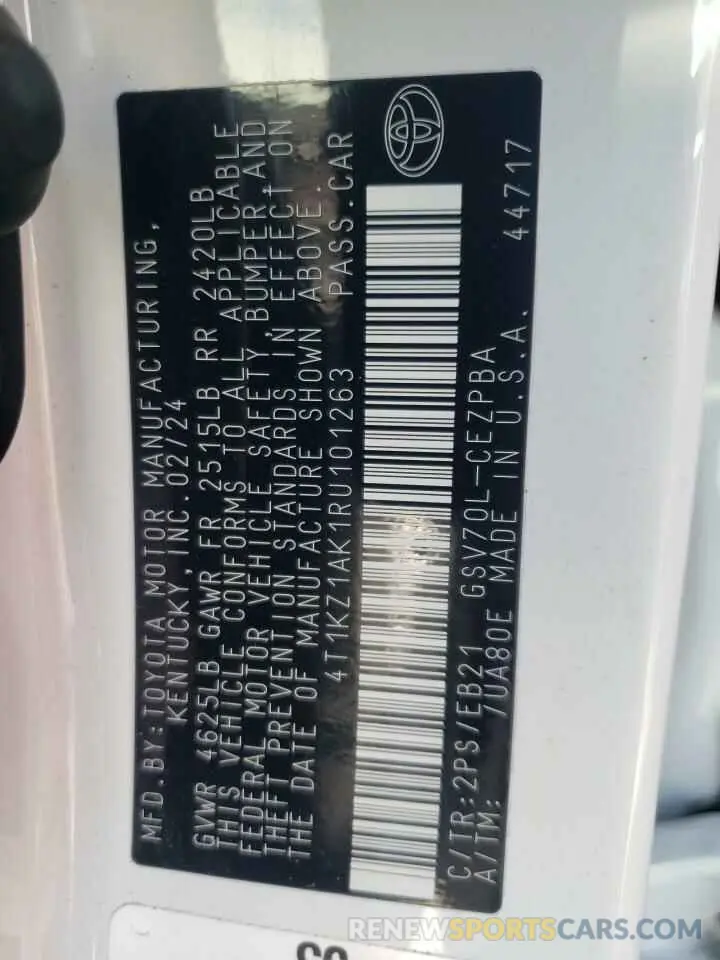 MFD.BY:TOYOTA MOTOR MANUFACTURING,
KENTUCKY,INC.02/24
GVWR 4625LB GAWR FR 2515LB RR 2420LB
THIS VEHICLE CONFORMS TO ALL APPLICABLE
FEDERAL MOTOR VEHICLE SAFETY,BUMPER,AND
THEFT PREVENTION STANDARDS IN EFFECT ON
THE DATE OF MANUFACTURE SHOWN ABOVE.
4T1KZ1AK1RU101263 PASS.CAR
C/TR:2PS/EB21 GSV70L-CEZPBA
A/TM: /UA80E MADE IN U.S.A. 44717
RENEWSPORTSCARS.COM